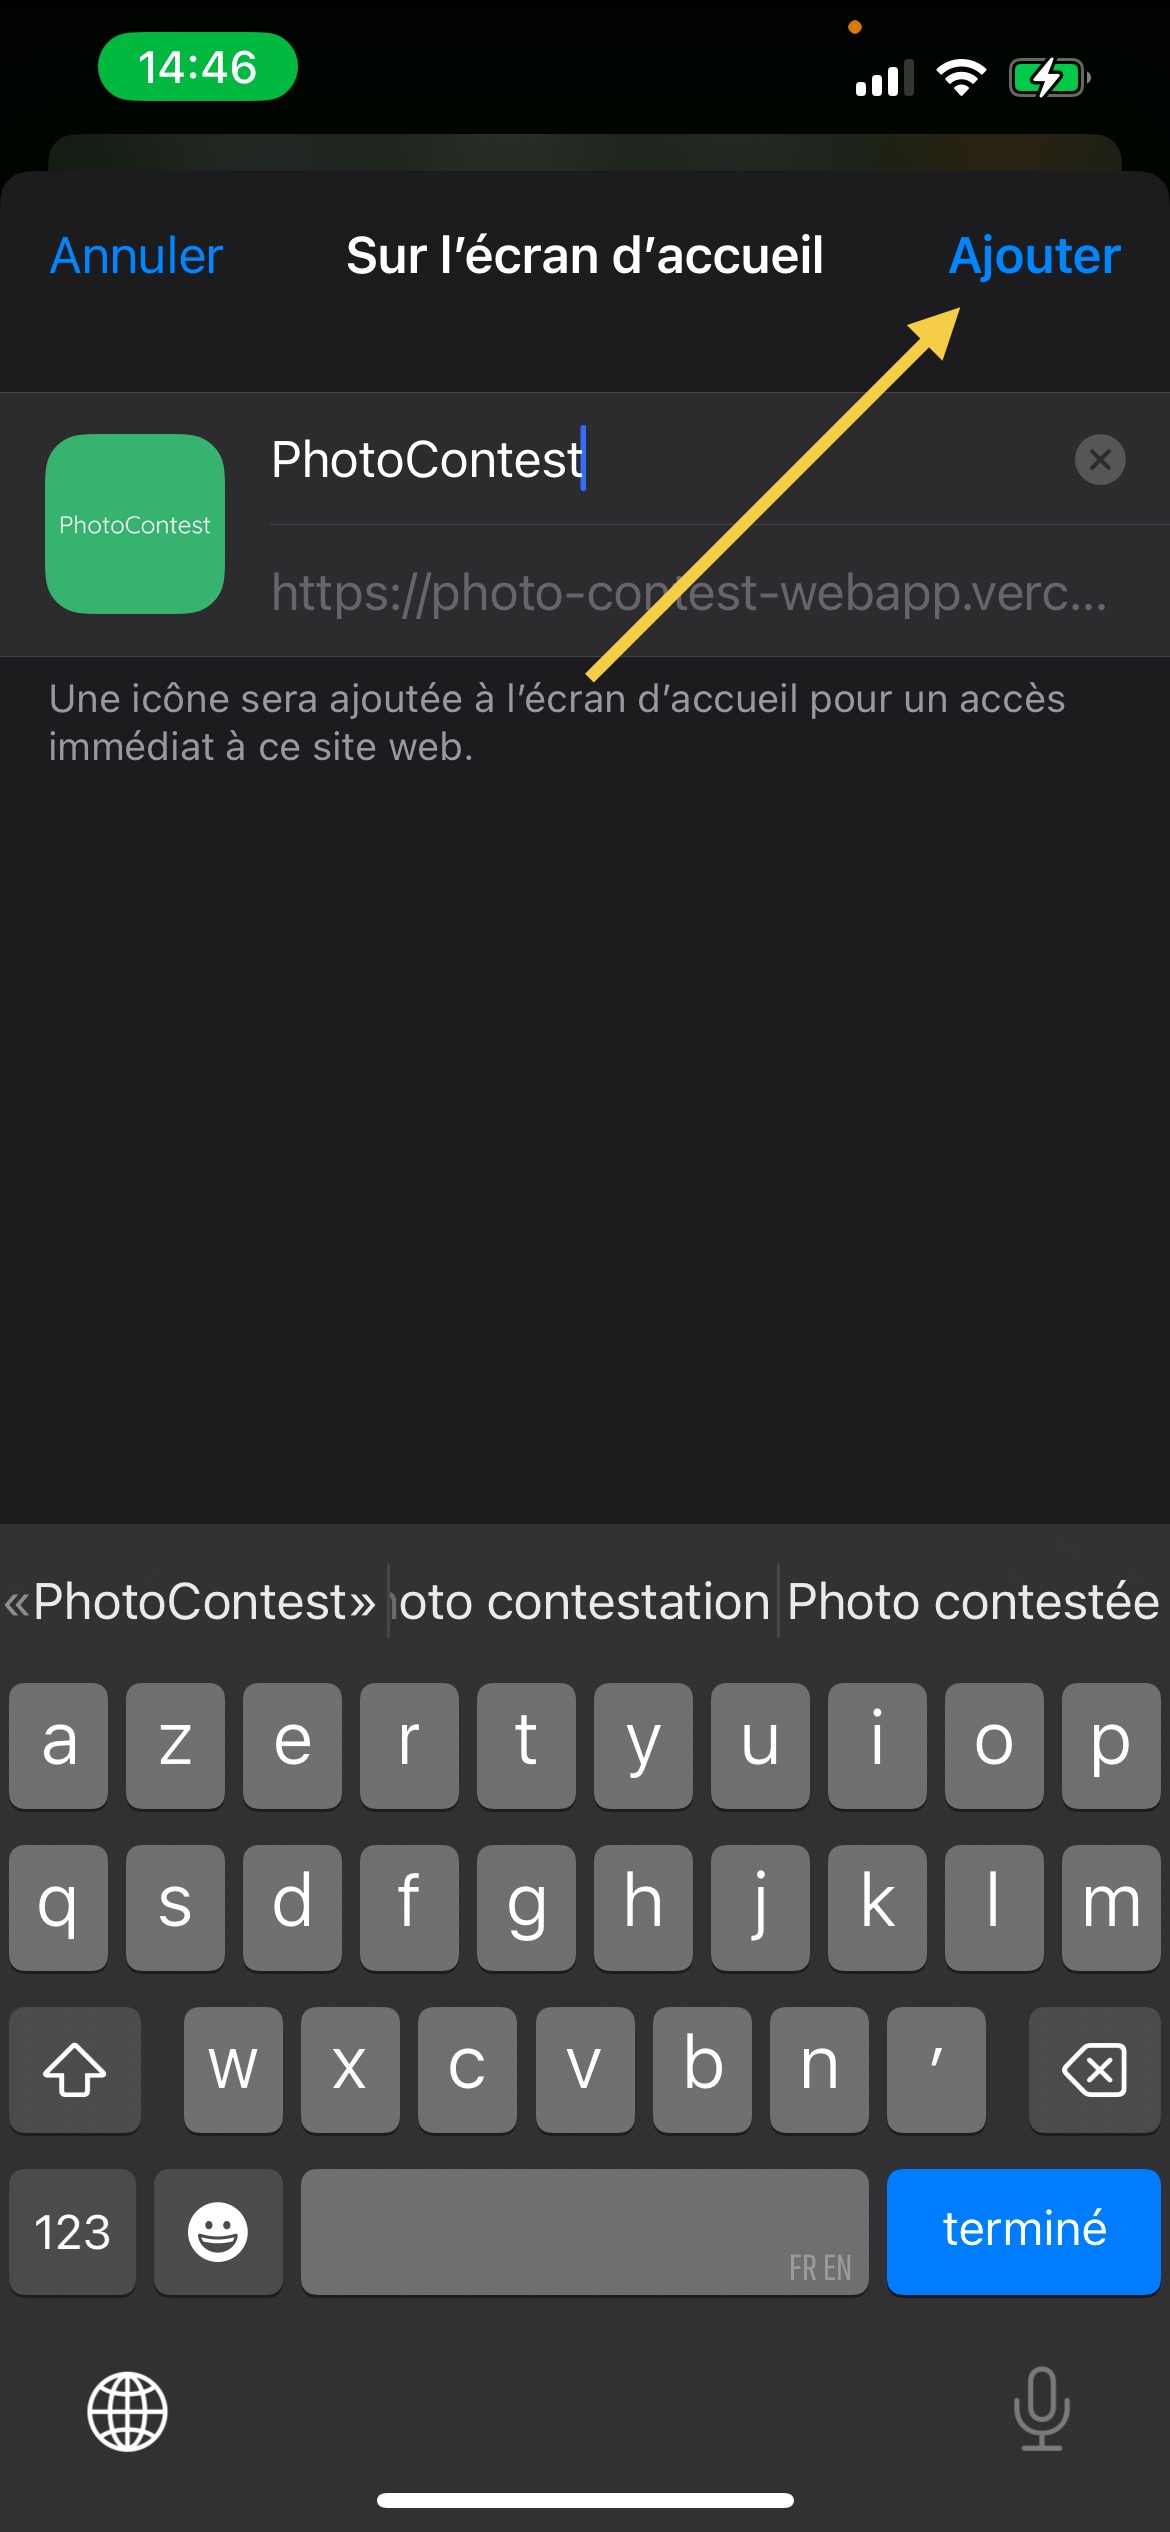 14:46
Annuler Sur l’écran d’accueil Ajouter
PhotoContest
PhotoContest
https://photo-contest-webapp.verc...
Une icône sera ajoutée à l’écran d’accueil pour un accès
immédiat à ce site web.
«PhotoContest» oto contestation Photo contestée
a z e r t y u i o p
q s d f g h j k l m
w x c v b n ’
123 FR EN terminé